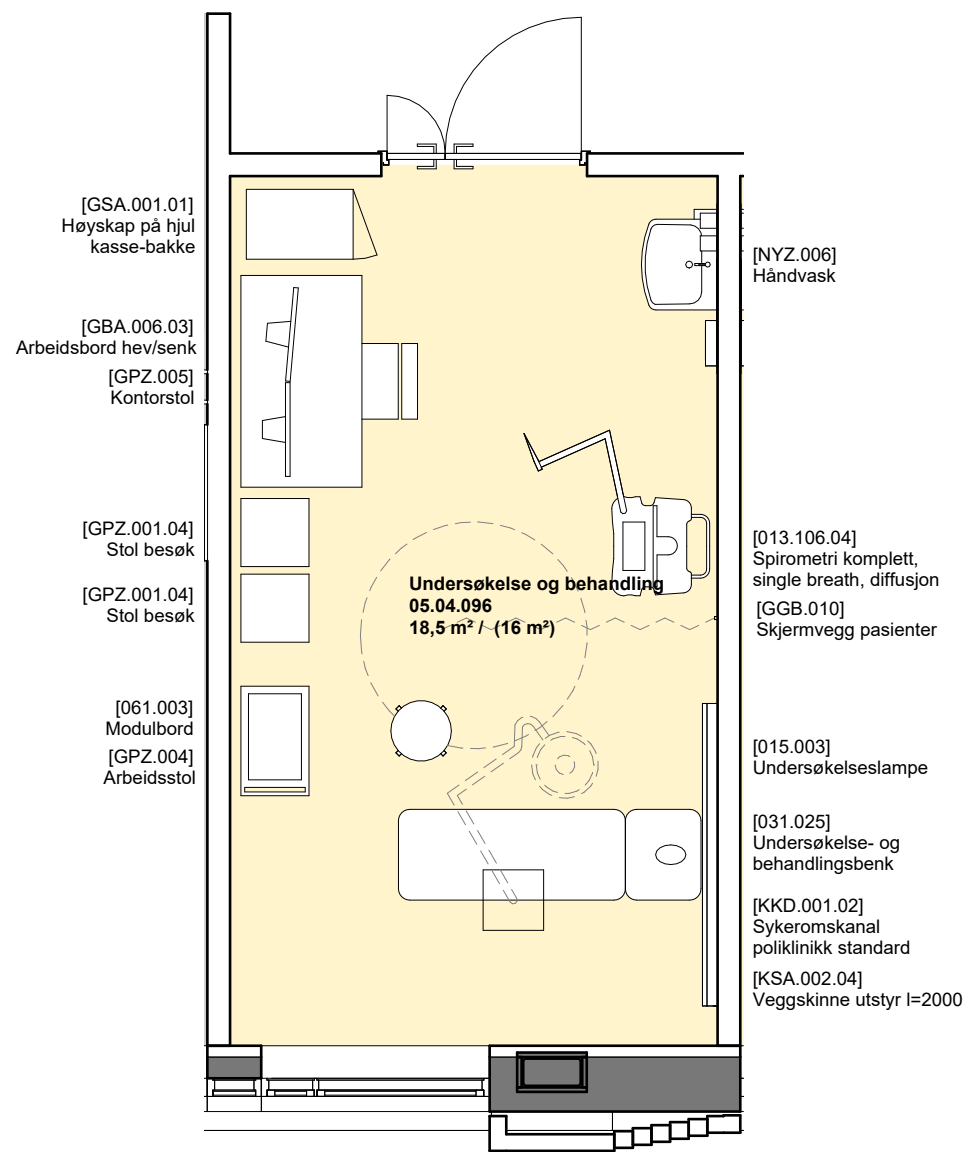 [GSA.001.01]
Høyskap på hjul
kasse-bakke
[GBA.006.03]
Arbeidsbord hev/senk
[GPZ.005]
Kontorstol
[GPZ.001.04]
Stol besøk
[GPZ.001.04]
Stol besøk
[061.003]
Modulbord
[GPZ.004]
Arbeidsstol
Undersøkelse og behandling
05.04.096
18,5 m² / (16 m²)
[NYZ.006]
Håndvask
[013.106.04]
Spirometri komplett,
single breath, diffusjon
[GGB.010]
Skjermvegg pasienter
[015.003]
Undersøkelseslampe
[031.025]
Undersøkelse- og
behandlingsbenk
[KKD.001.02]
Sykeromskanal
poliklinikk standard
[KSA.002.04]
Veggskinne utstyr l=2000